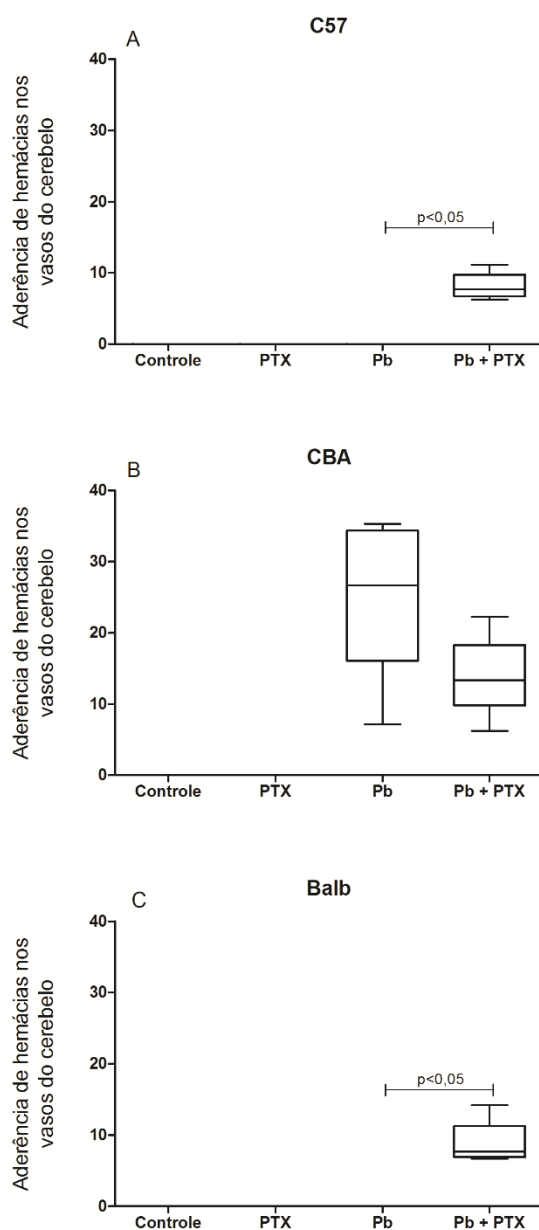 A
C57
Aderência de hemácias nos
vasos do cerebelo
40
30
20
10
0
p<0,05
Controle PTX Pb Pb + PTX
B
CBA
Aderência de hemácias nos
vasos do cerebelo
40
30
20
10
0
Controle PTX Pb Pb + PTX
C
Balb
Aderência de hemácias nos
vasos do cerebelo
40
30
20
10
0
p<0,05
Controle PTX Pb Pb + PTX